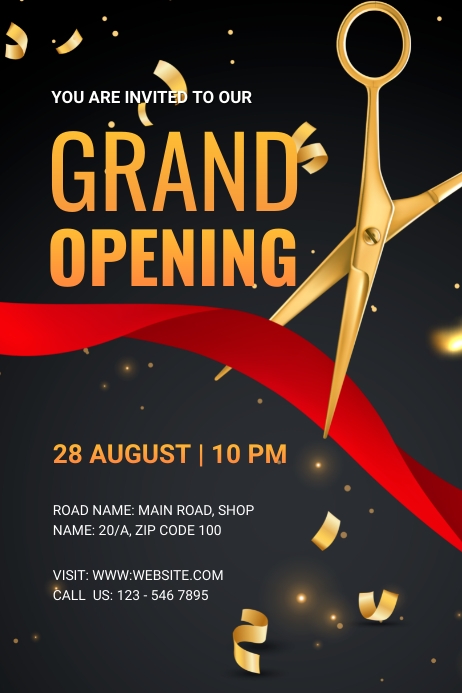 YOU ARE INVITED TO OUR
GRAND
OPENING
28 AUGUST | 10 PM
ROAD NAME: MAIN ROAD, SHOP
NAME: 20/A, ZIP CODE 100
VISIT: WWW:WEBSITE.COM
CALL  US: 123 - 546 7895